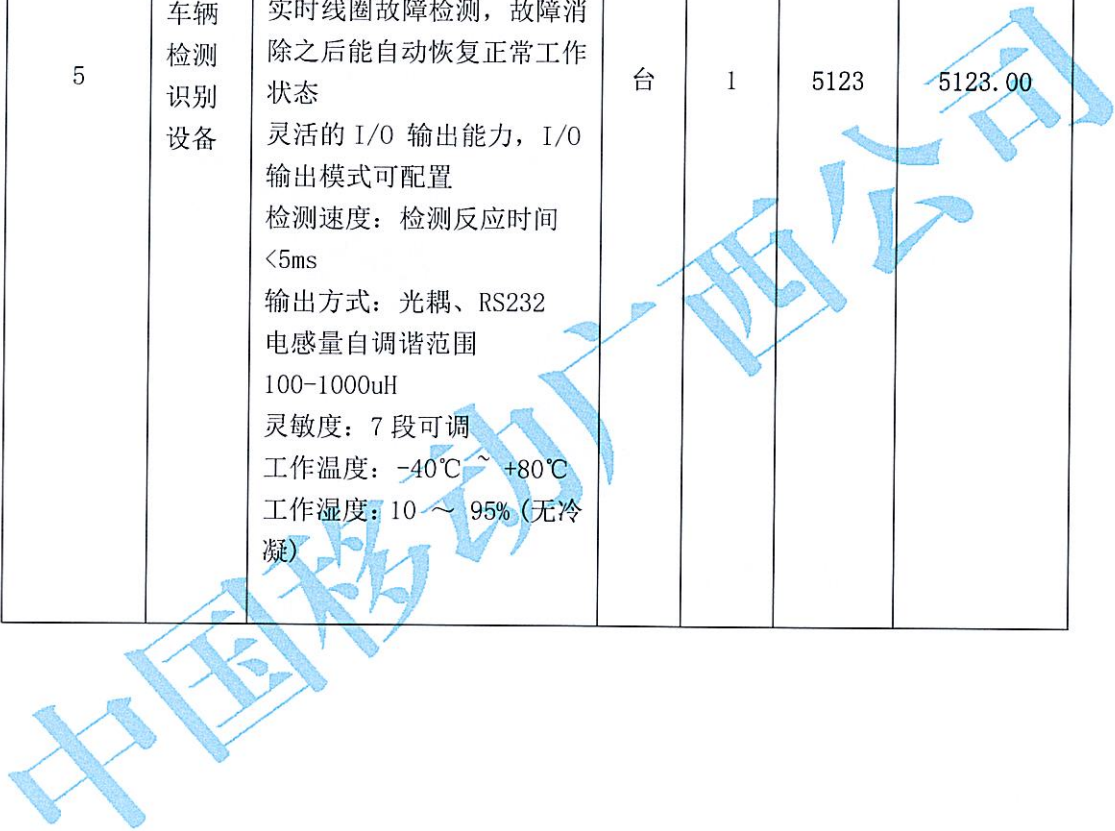 5
车辆
检测
识别
设备
实时线圈故障检测，故障消
除之后能自动恢复正常工作
状态
灵活的 I/O 输出能力，I/O
输出模式可配置
检测速度：检测反应时间
<5ms
输出方式：光耦、RS232
电感量自调谐范围
100-1000uH
灵敏度：7 段可调
工作温度：-40℃ ~ +80℃
工作湿度：10 ～ 95%(无冷
凝)
台
1
5123
5123.00
中国移动广西公司